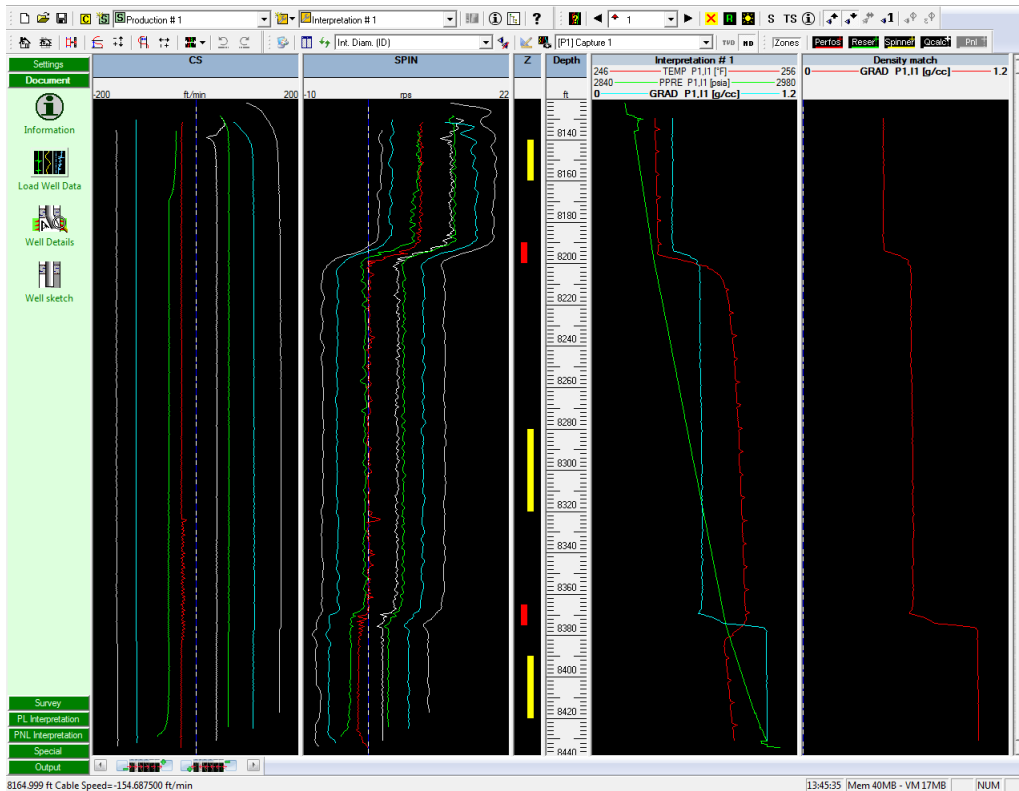 C S S Production # 1 Interpretation # 1 ? ? 1 X R S TS 1
Int. Diam. (ID) [P1] Capture 1 TVD MD Zones Perfos Reser Spinner Qcalc Pnl
Settings
Document
Information
Load Well Data
Well Details
Well sketch
Survey
PL Interpretation
PNL Interpretation
Special
Output
CS
-200 ft/min 200
SPIN
-10 rps 22
Z
Depth
ft
8140
8160
8180
8200
8220
8240
8260
8280
8300
8320
8340
8360
8380
8400
8420
8440
Interpretation # 1
246 TEMP P1,I1 [°F] 256
2840 PPRE P1,I1 [psia] 2980
0 GRAD P1,I1 [g/cc] 1.2
Density match
0 GRAD P1,I1 [g/cc] 1.2
8164.999 ft Cable Speed=-154.687500 ft/min 13:45:35 Mem 40MB - VM 17MB NUM